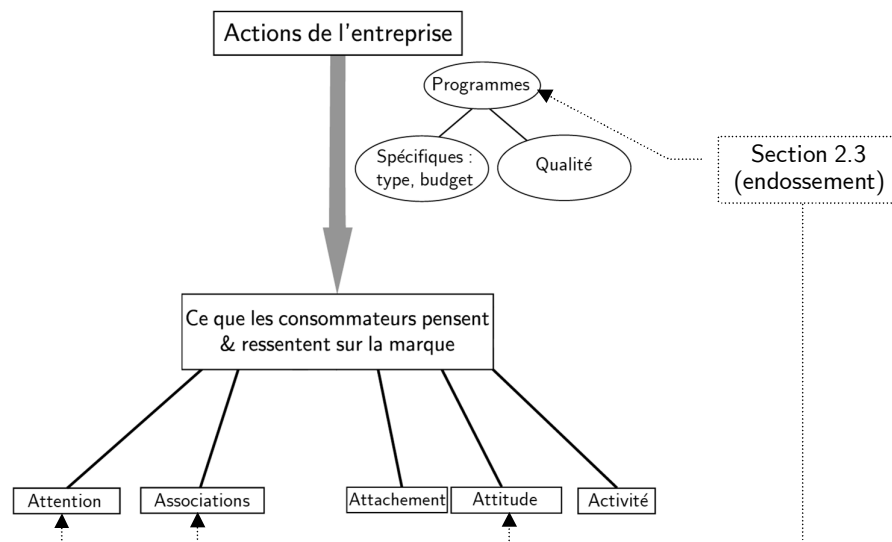 Actions de l'entreprise
Programmes
Spécifiques :
type, budget
Qualité
Section 2.3
(endossement)
Ce que les consommateurs pensent
& ressentent sur la marque
Attention
Associations
Attachement
Attitude
Activité